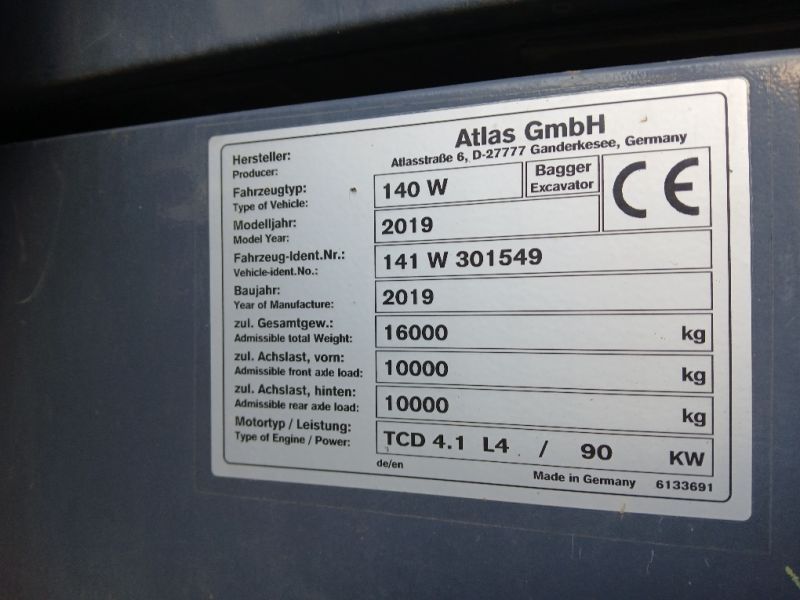 Hersteller:
Producer:
Atlas GmbH
Atlasstraße 6, D-27777 Ganderkesee, Germany
Fahrzeugtyp:
Type of Vehicle:
140 W
Bagger
Excavator
CE
Modelljahr:
Model Year:
2019
Fahrzeug-Ident.Nr.:
Vehicle-ident.No.:
141 W 301549
Baujahr:
Year of Manufacture:
2019
zul. Gesamtgew.:
Admissible total Weight:
16000 kg
zul. Achslast, vorn:
Admissible front axle load:
10000 kg
zul. Achslast, hinten:
Admissible rear axle load:
10000 kg
Motortyp / Leistung:
Type of Engine / Power:
TCD 4.1 L4 / 90 KW
de/en
Made in Germany 6133691